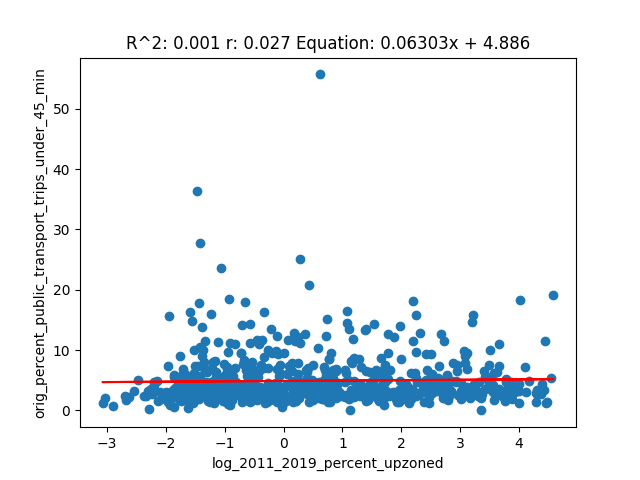 R^2: 0.001 r: 0.027 Equation: 0.06303x + 4.886
orig_percent_public_transport_trips_under_45_min
50
40
30
20
10
0
−3 −2 −1 0 1 2 3 4
log_2011_2019_percent_upzoned